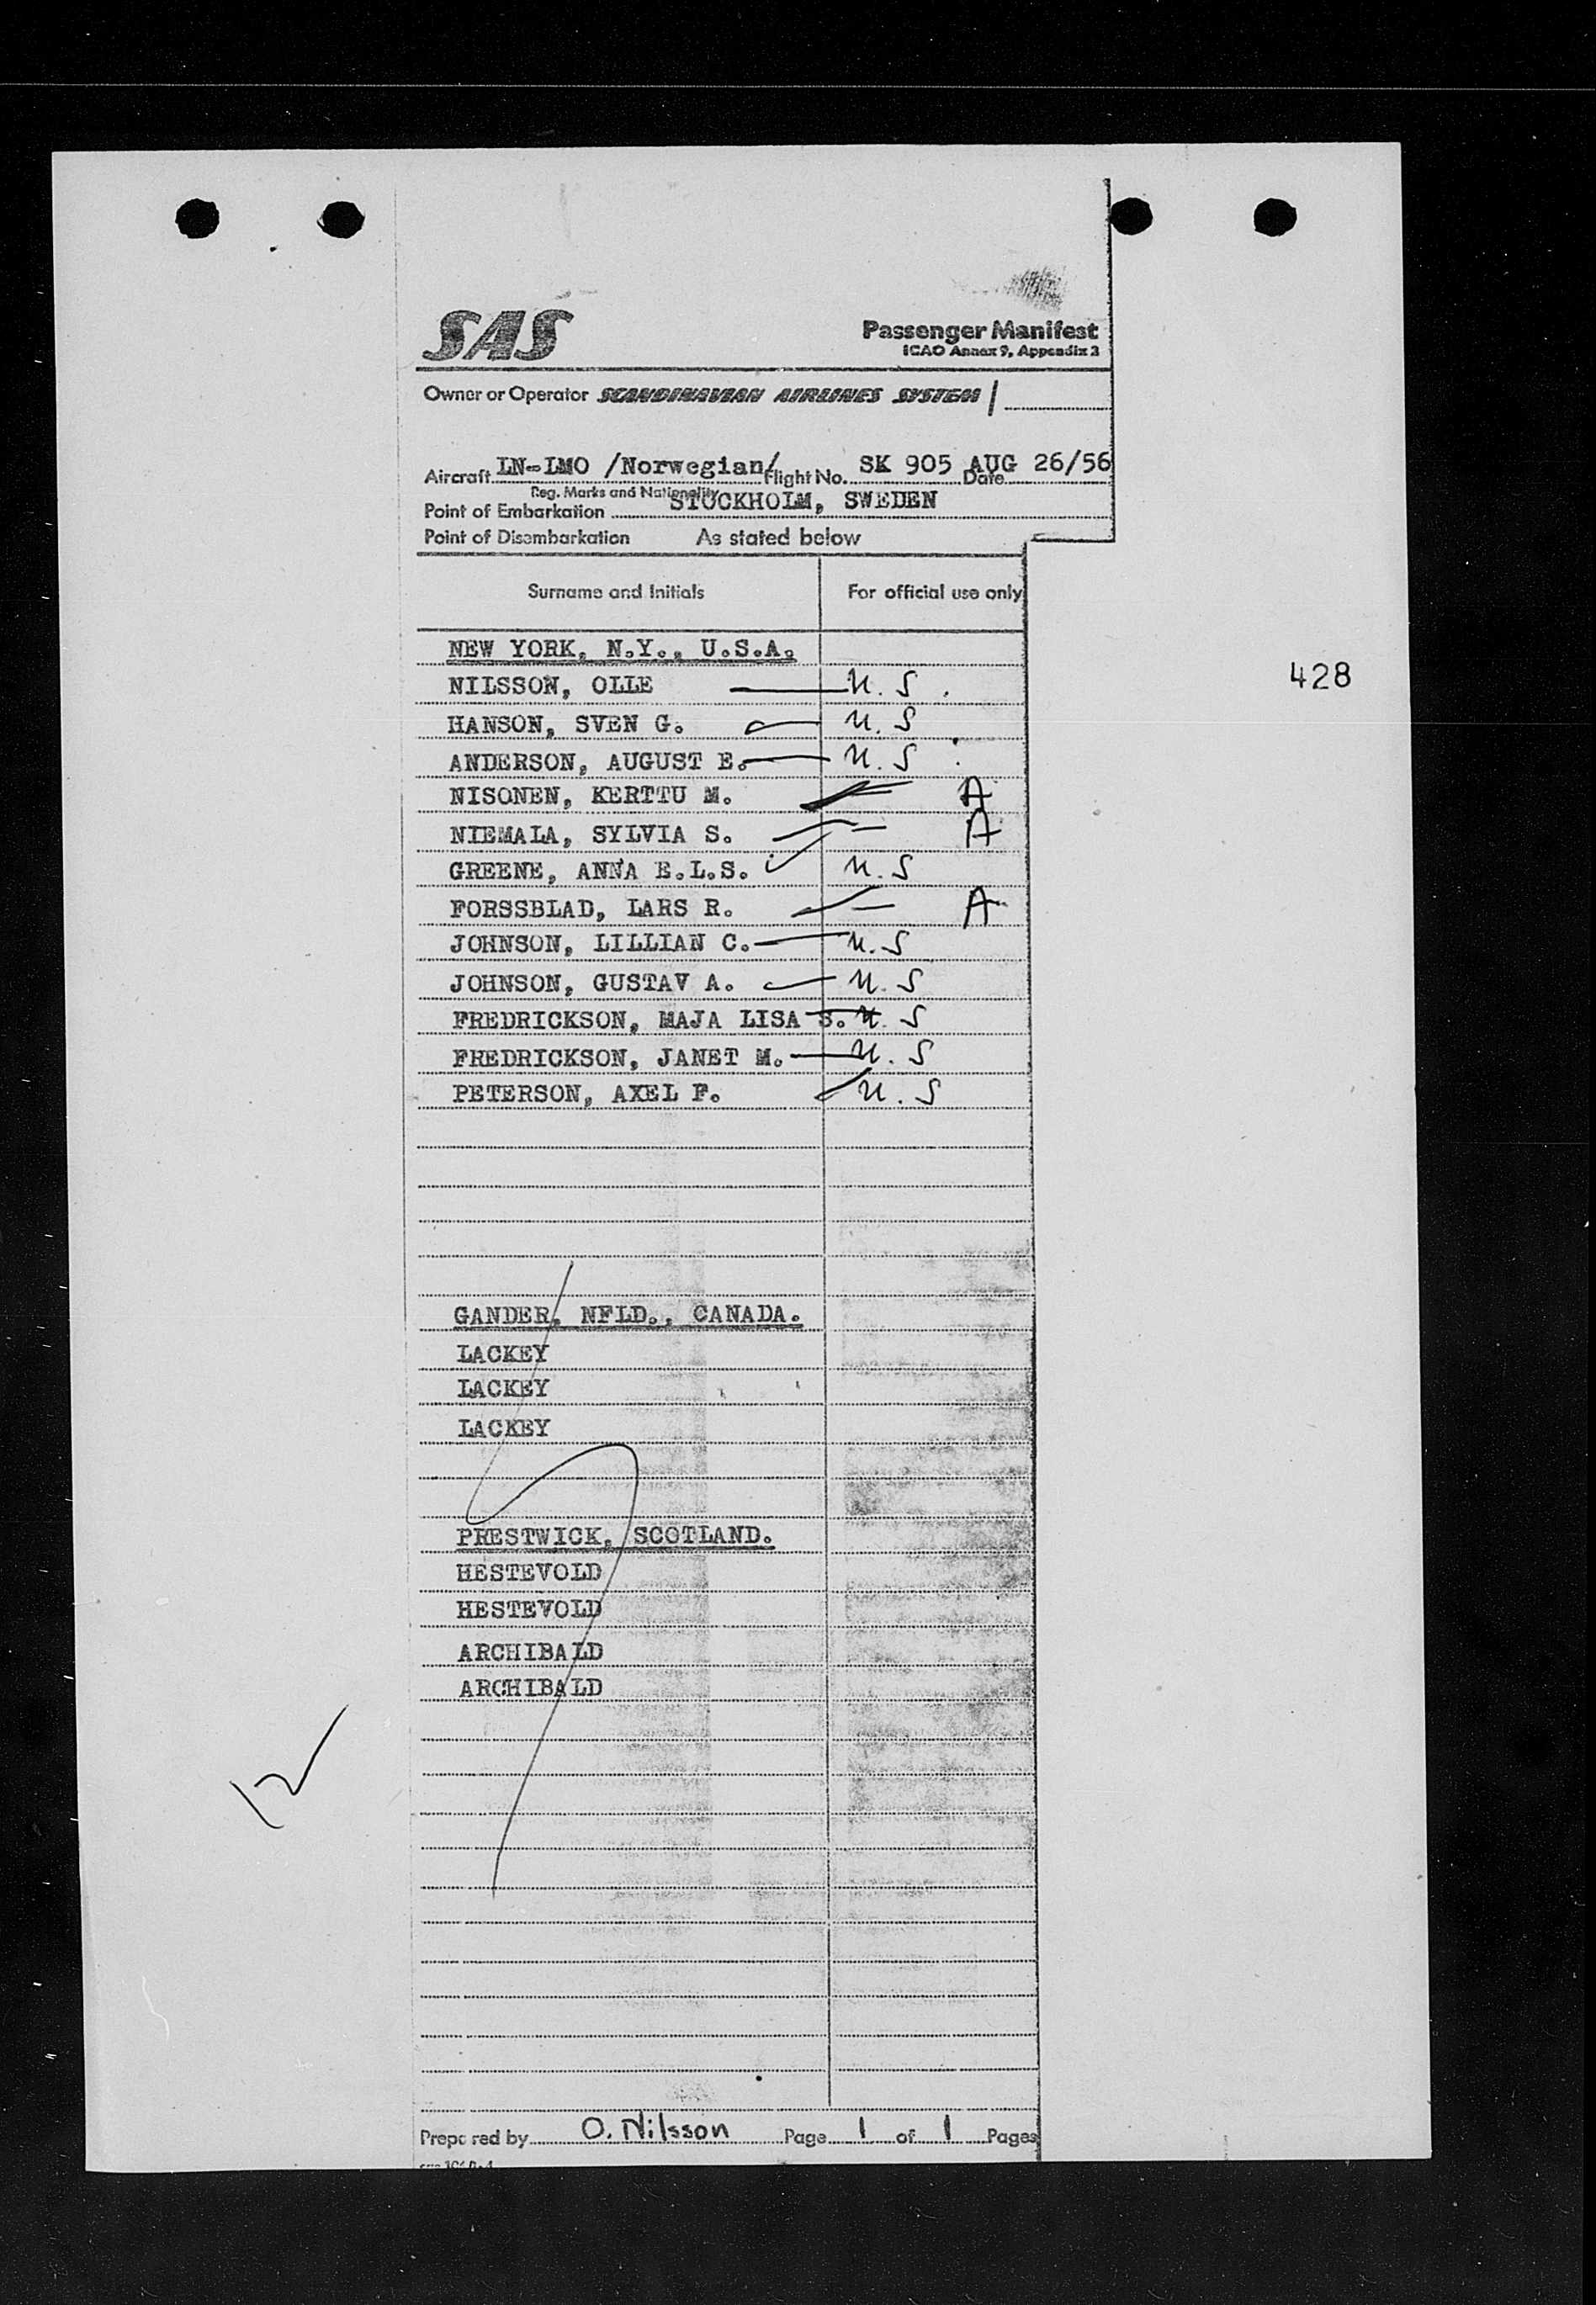 SAS
Passenger Manifest
ICAO Annex 9, Appendix 3
Owner or Operator SCANDINAVIAN AIRLINES SYSTEM
Aircraft LN-LMO /Norwegian/ Flight No. SK 905 Date AUG 26/56
Reg. Marks and Nationality
Point of Embarkation STOCKHOLM, SWEDEN
Point of Disembarkation As stated below
Surname and Initials For official use only
NEW YORK, N.Y., U.S.A.
428
NILSSON, OLLE U.S.
HANSON, SVEN G. U.S
ANDERSON, AUGUST E. U.S
NISONEN, KERTTU M. A
NIEMALA, SYLVIA S. A
GREENE, ANNA E.L.S. U.S
FORSSBLAD, LARS R. A
JOHNSON, LILLIAN C. U.S
JOHNSON, GUSTAV A. U.S
FREDRICKSON, MAJA LISA S. U.S
FREDRICKSON, JANET M. U.S
PETERSON, AXEL F. U.S
GANDER, NFLD., CANADA.
LACKEY
LACKEY
LACKEY
PRESTWICK, SCOTLAND.
HESTEVOLD
HESTEVOLD
ARCHIBALD
ARCHIBALD
12
Prepared by O. Nilsson Page 1 of 1 Pages